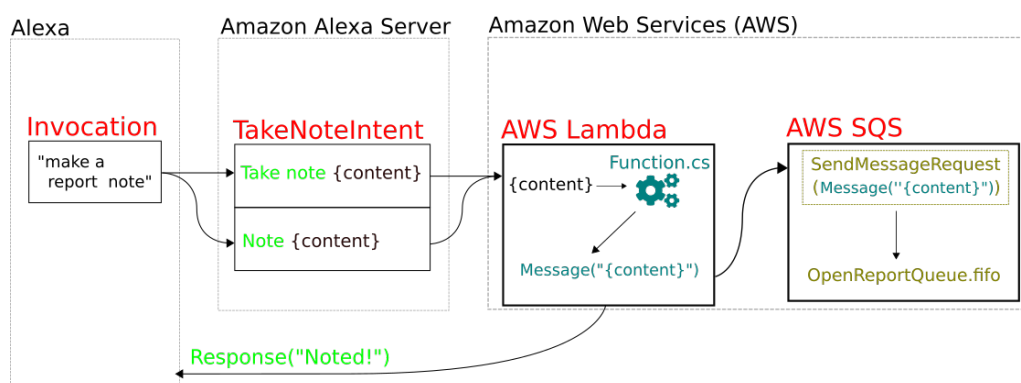 Alexa
Amazon Alexa Server
Amazon Web Services (AWS)
Invocation
"make a
report note"
TakeNoteIntent
Take note {content}
Note {content}
AWS Lambda
Function.cs
{content}
Message("{content}")
AWS SQS
SendMessageRequest
(Message(''{content}"))
OpenReportQueue.fifo
Response("Noted!")